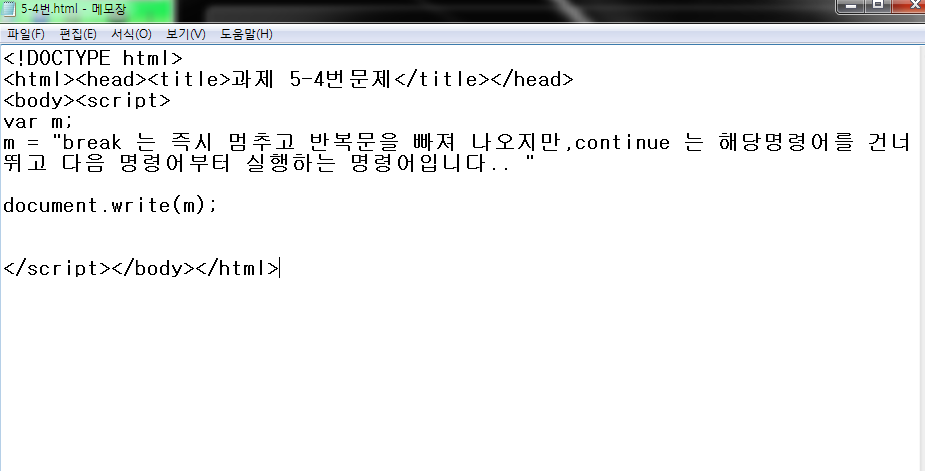 5-4번.html - 메모장
파일(F) 편집(E) 서식(O) 보기(V) 도움말(H)
<!DOCTYPE html>
<html><head><title>과제 5-4번문제</title></head>
<body><script>
var m;
m = "break 는 즉시 멈추고 반복문을 빠져 나오지만,continue 는 해당명령어를 건너
뛰고 다음 명령어부터 실행하는 명령어입니다.. "
document.write(m);
</script></body></html>